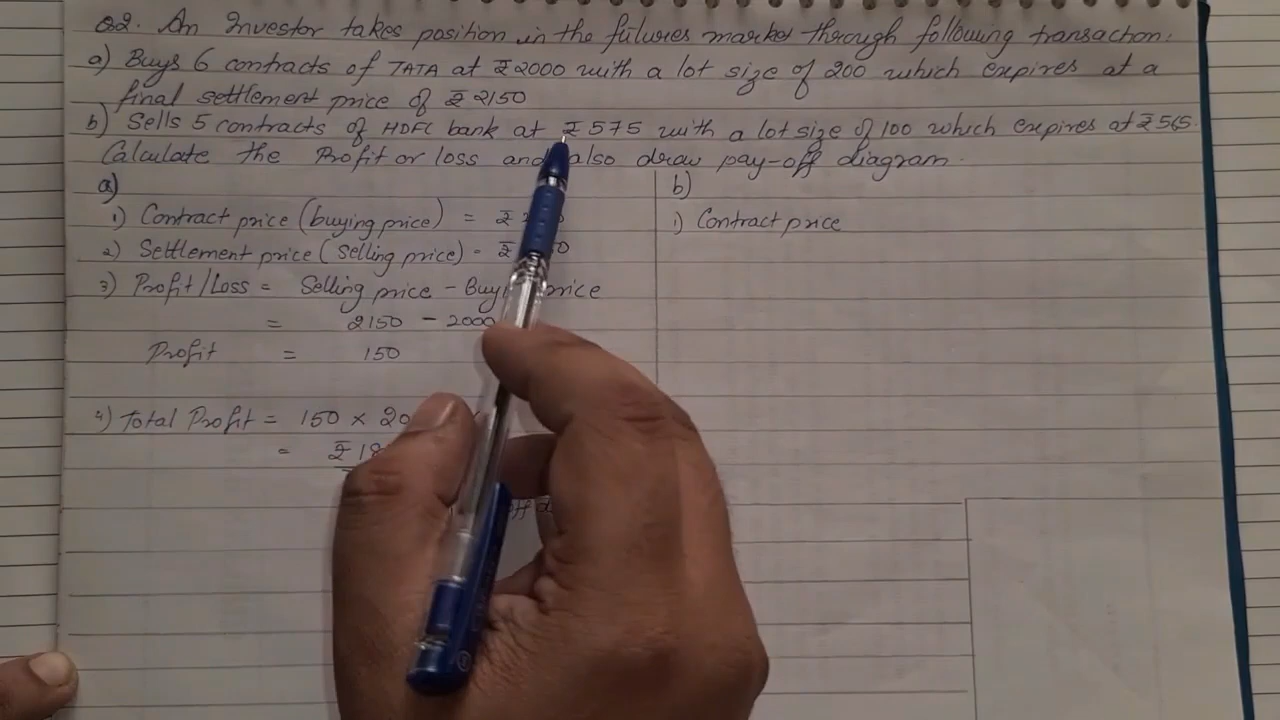 Q2. An Investor takes position in the futures market through following transaction.
a) Buys 6 contracts of TATA at ₹2000 with a lot size of 200 which expires at a
final settlement price of ₹2150
b) Sells 5 contracts of HDFC bank at ₹575 with a lot size of 100 which expires at ₹565.
Calculate the Profit or loss and also draw pay-off diagram.
a)
1) Contract price (buying price) = ₹
2) Settlement price (selling price) = ₹
3) Profit/Loss = Selling price -
= 2150 - 2000
Profit = 150
4) Total Profit = 150 ×
= ₹
b)
1) Contract price